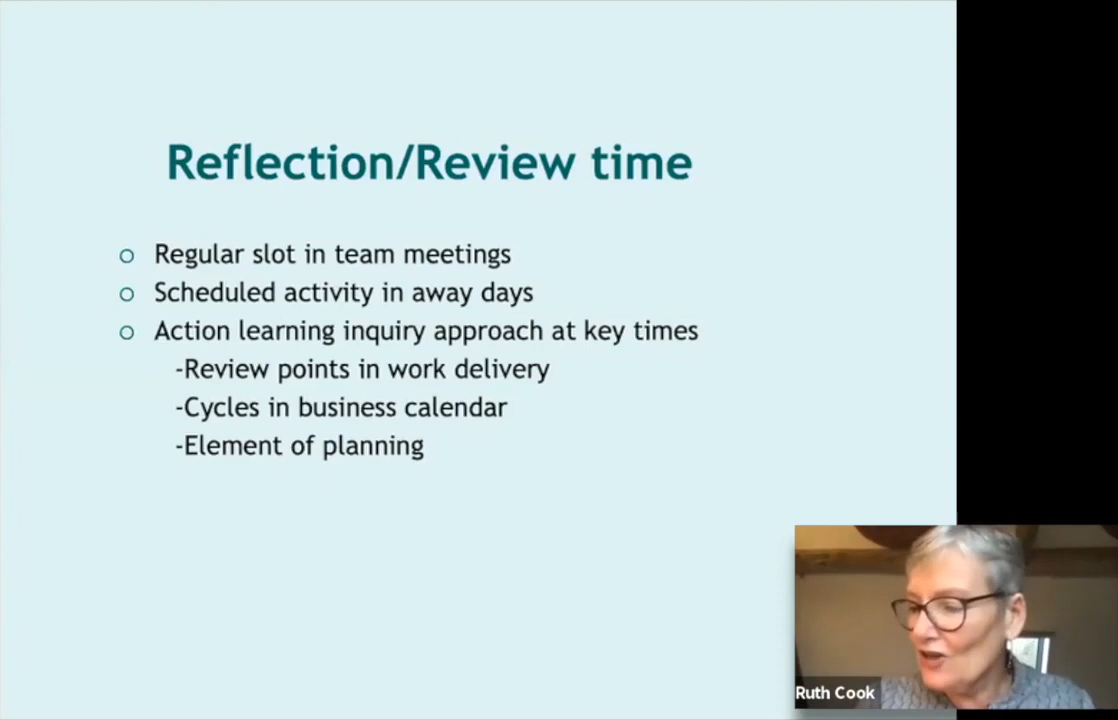 Reflection/Review time
Regular slot in team meetings
Scheduled activity in away days
Action learning inquiry approach at key times
-Review points in work delivery
-Cycles in business calendar
-Element of planning
Ruth Cook